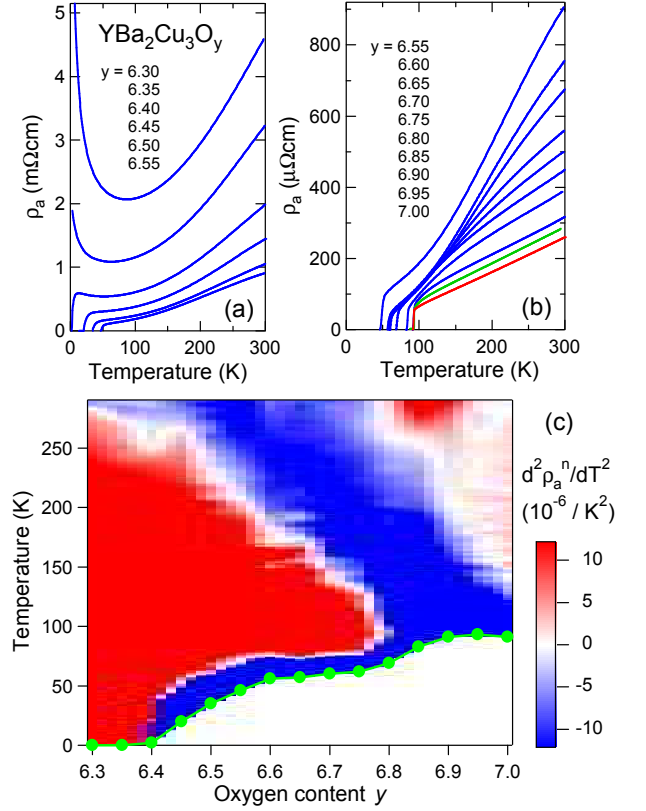 YBa₂Cu₃Oy
y = 6.30
6.35
6.40
6.45
6.50
6.55
5
4
3
2
1
0
ρa (mΩcm)
0 100 200 300
Temperature (K)
(a)
y = 6.55
6.60
6.65
6.70
6.75
6.80
6.85
6.90
6.95
7.00
800
600
400
200
0
ρa (μΩcm)
0 100 200 300
Temperature (K)
(b)
(c)
250
200
150
100
50
0
Temperature (K)
6.3 6.4 6.5 6.6 6.7 6.8 6.9 7.0
Oxygen content y
d²ρaⁿ/dT²
(10⁻⁶ / K²)
10
5
0
-5
-10